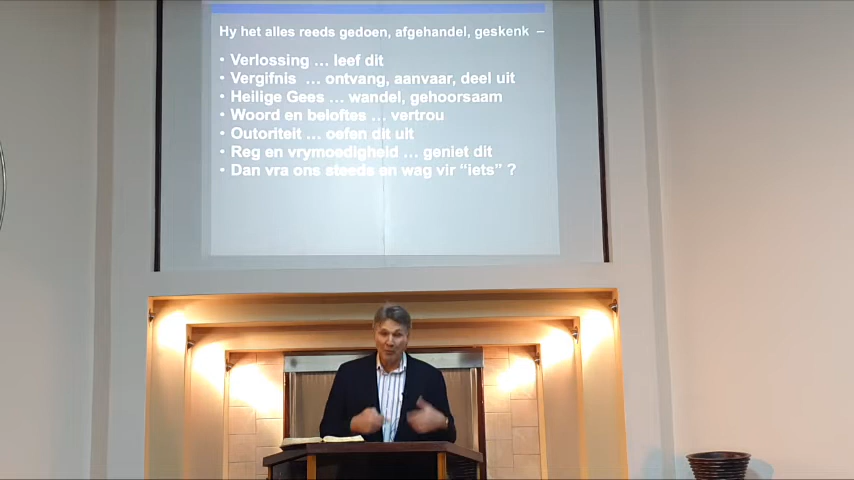 Hy het alles reeds gedoen, afgehandel, geskenk –
• Verlossing … leef dit
• Vergifnis … ontvang, aanvaar, deel uit
• Heilige Gees … wandel, gehoorsaam
• Woord en beloftes … vertrou
• Outoriteit … oefen dit uit
• Reg en vrymoedigheid … geniet dit
• Dan vra ons steeds en wag vir “iets” ?